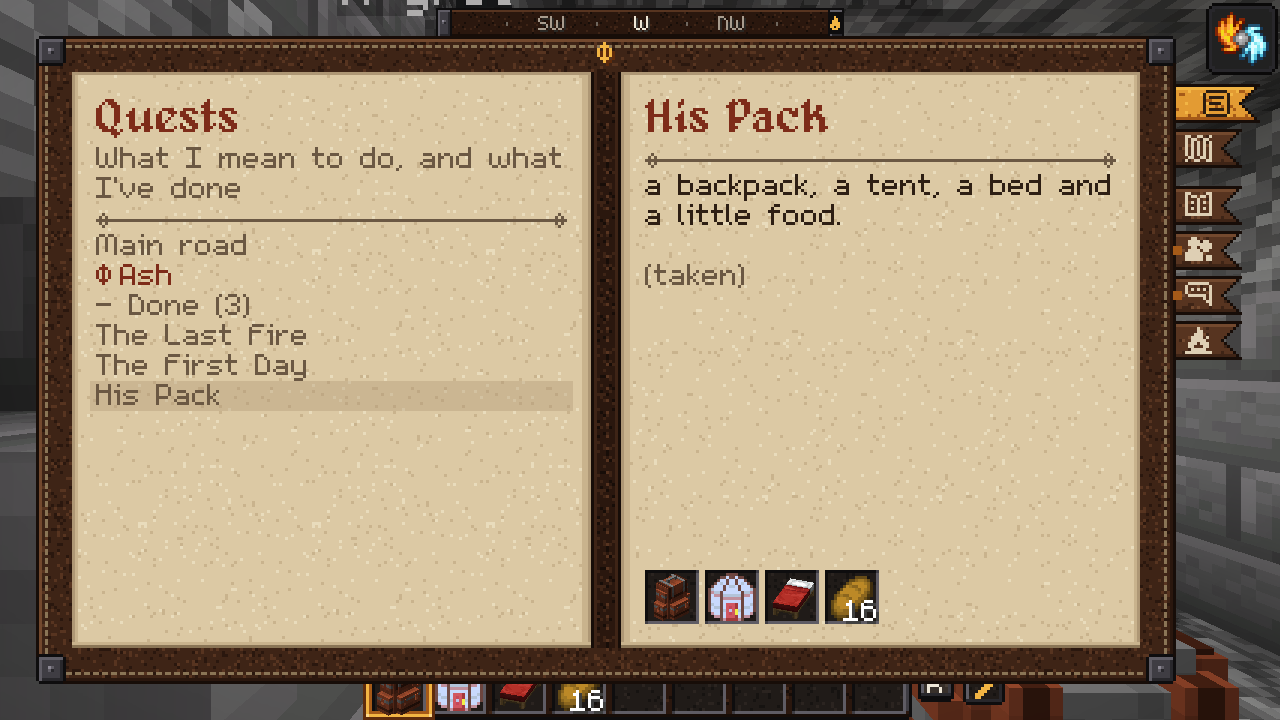 SW W NW
Quests
What I mean to do, and what
I've done
Main road
Ash
– Done (3)
The Last Fire
The First Day
His Pack
His Pack
a backpack, a tent, a bed and
a little food.
(taken)
16
16